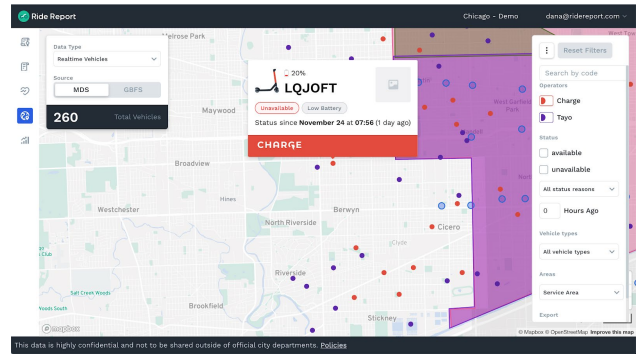 Ride Report
Chicago - Demo
dana@ridereport.com
Melrose Park
Data Type
Realtime Vehicles
Source
MDS
GBFS
260
Total Vehicles
20%
LQJOFT
Unavailable
Low Battery
Status since November 24 at 07:56 (1 day ago)
CHARGE
Maywood
Broadview
Hines
Westchester
Berwyn
North Riverside
Cicero
Clyde
Riverside
Salt Creek Woods
Brookfield
Stickney
West Garfield
Park
Reset Filters
Search by code
Operators
Charge
Tayo
Status
available
unavailable
All status reasons
0
Hours Ago
Vehicle types
All vehicle types
Areas
Service Area
Export
mapbox
© Mapbox © OpenStreetMap Improve this map
This data is highly confidential and not to be shared outside of official city departments. Policies